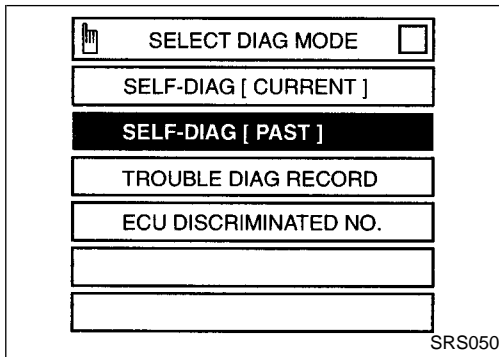 SELECT DIAG MODE
SELF-DIAG [ CURRENT ]
SELF-DIAG [ PAST ]
TROUBLE DIAG RECORD
ECU DISCRIMINATED NO.
SRS050